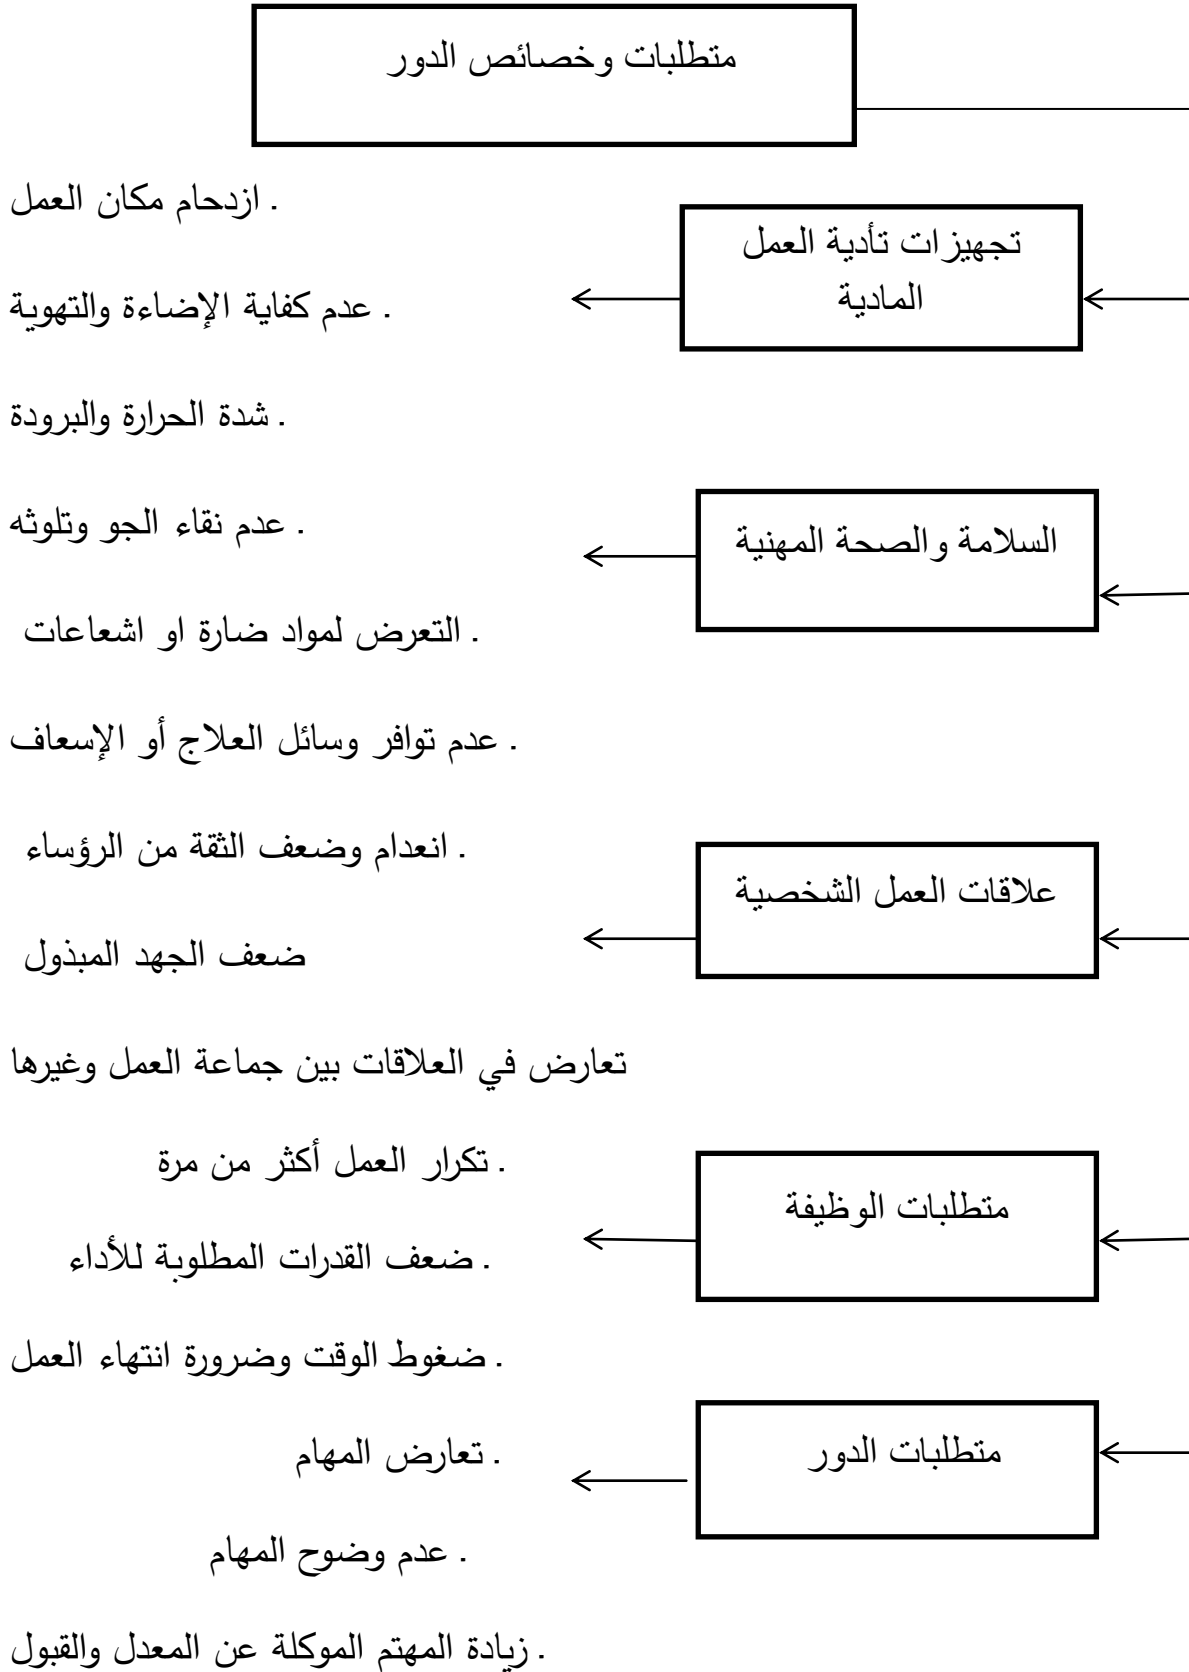 متطلبات وخصائص الدور
. ازدحام مكان العمل
تجهيزات تأدية العمل
المادية
. عدم كفاية الإضاءة والتهوية
. شدة الحرارة والبرودة
السلامة والصحة المهنية
. عدم نقاء الجو وتلوثه
. التعرض لمواد ضارة او اشعاعات
. عدم توافر وسائل العلاج أو الإسعاف
علاقات العمل الشخصية
. انعدام وضعف الثقة من الرؤساء
ضعف الجهد المبذول
تعارض في العلاقات بين جماعة العمل وغيرها
متطلبات الوظيفة
. تكرار العمل أكثر من مرة
. ضعف القدرات المطلوبة للأداء
. ضغوط الوقت وضرورة انتهاء العمل
متطلبات الدور
. تعارض المهام
. عدم وضوح المهام
. زيادة المهتم الموكلة عن المعدل والقبول